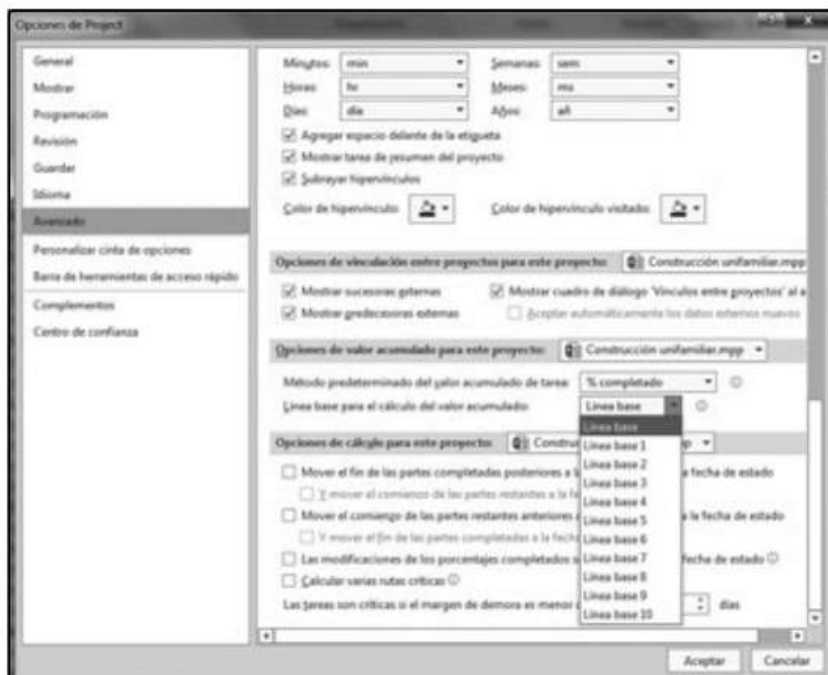 Opciones de Project
General
Mostrar
Programación
Revisión
Guardar
Idioma
Avanzado
Personalizar cinta de opciones
Barra de herramientas de acceso rápido
Complementos
Centro de confianza
Minutos: min Semanas: sem
Horas: hr Meses: ms
Días: día Años: añ
Agregar espacio delante de la etiqueta
Mostrar tarea de resumen del proyecto
Subrayar hipervínculos
Color de hipervínculo: Color de hipervínculo visitado:
Opciones de vinculación entre proyectos para este proyecto: Construcción unifamiliar.mpp
Mostrar sucesoras externas Mostrar cuadro de diálogo 'Vínculos entre proyectos' al a
Mostrar predecesoras externas Aceptar automáticamente los datos externos nuevos
Opciones de valor acumulado para este proyecto: Construcción unifamiliar.mpp
Método predeterminado del valor acumulado de tarea: % completado
Línea base para el cálculo del valor acumulado: Línea base
Línea base
Línea base 1
Línea base 2
Línea base 3
Línea base 4
Línea base 5
Línea base 6
Línea base 7
Línea base 8
Línea base 9
Línea base 10
Opciones de cálculo para este proyecto: Constru p
Mover el fin de las partes completadas posteriores a l a fecha de estado
Y mover el comienzo de las partes restantes a la fe
Mover el comienzo de las partes restantes anteriores a a la fecha de estado
Y mover el fin de las partes completadas a la fech
Las modificaciones de los porcentajes completados s fecha de estado
Calcular varias rutas críticas
Las tareas son críticas si el margen de demora es menor días
Aceptar Cancelar